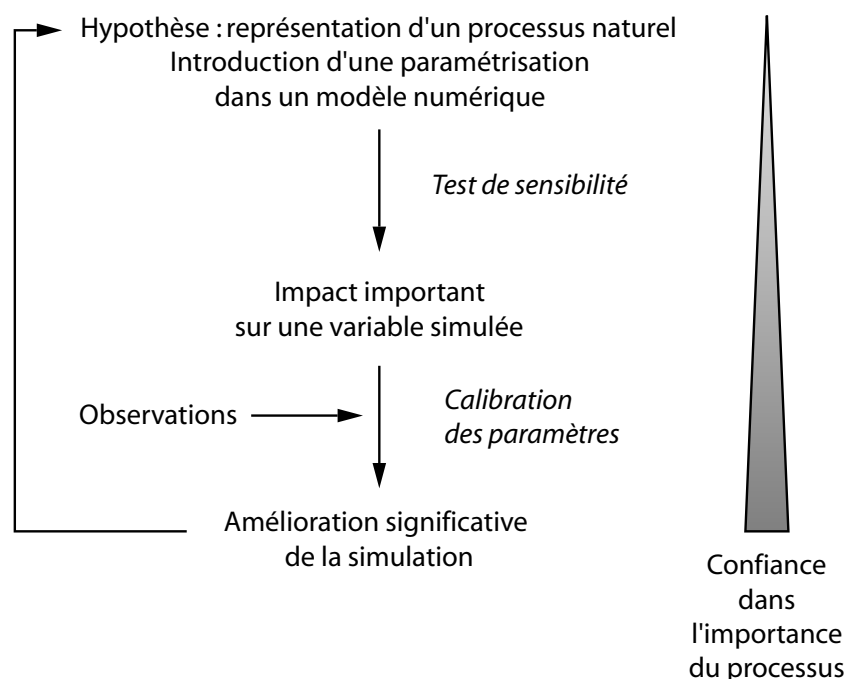 Hypothèse : représentation d'un processus naturel
Introduction d'une paramétrisation
dans un modèle numérique
Test de sensibilité
Impact important
sur une variable simulée
Observations
Calibration
des paramètres
Amélioration significative
de la simulation
Confiance
dans
l'importance
du processus